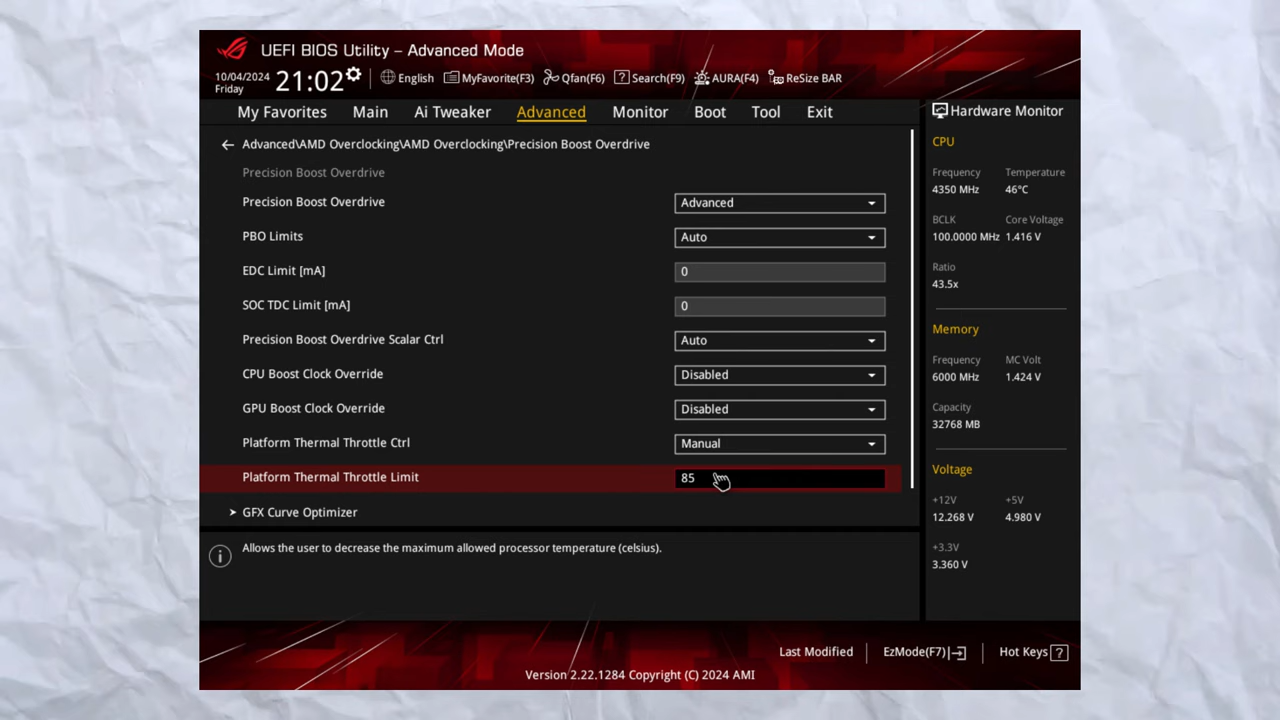 UEFI BIOS Utility – Advanced Mode
10/04/2024
Friday
21:02
English
MyFavorite(F3)
Qfan(F6)
Search(F9)
AURA(F4)
ReSize BAR
My Favorites
Main
Ai Tweaker
Advanced
Monitor
Boot
Tool
Exit
Advanced\AMD Overclocking\AMD Overclocking\Precision Boost Overdrive
Precision Boost Overdrive
Precision Boost Overdrive Advanced
PBO Limits Auto
EDC Limit [mA] 0
SOC TDC Limit [mA] 0
Precision Boost Overdrive Scalar Ctrl Auto
CPU Boost Clock Override Disabled
GPU Boost Clock Override Disabled
Platform Thermal Throttle Ctrl Manual
Platform Thermal Throttle Limit 85
GFX Curve Optimizer
Allows the user to decrease the maximum allowed processor temperature (celsius).
Hardware Monitor
CPU
Frequency Temperature
4350 MHz 46°C
BCLK Core Voltage
100.0000 MHz 1.416 V
Ratio
43.5x
Memory
Frequency MC Volt
6000 MHz 1.424 V
Capacity
32768 MB
Voltage
+12V +5V
12.268 V 4.980 V
+3.3V
3.360 V
Last Modified
EzMode(F7)
Hot Keys ?
Version 2.22.1284 Copyright (C) 2024 AMI